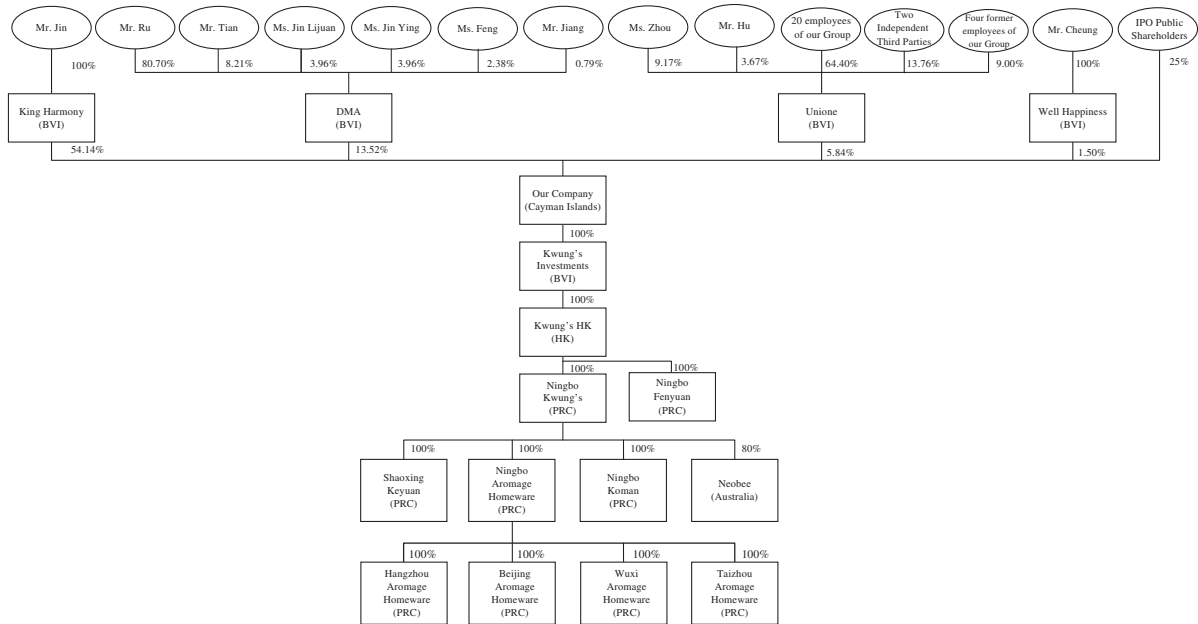 Mr. Jin
Mr. Ru
Mr. Tian
Ms. Jin Lijuan
Ms. Jin Ying
Ms. Feng
Mr. Jiang
Ms. Zhou
Mr. Hu
20 employees
of our Group
Two
Independent
Third Parties
Four former
employees of
our Group
Mr. Cheung
IPO Public
Shareholders
100%
80.70%
8.21%
3.96%
3.96%
2.38%
0.79%
9.17%
3.67%
64.40%
13.76%
9.00%
100%
25%
King Harmony
(BVI)
DMA
(BVI)
Unione
(BVI)
Well Happiness
(BVI)
54.14%
13.52%
5.84%
1.50%
Our Company
(Cayman Islands)
100%
Kwung’s
Investments
(BVI)
100%
Kwung’s HK
(HK)
100%
100%
Ningbo
Kwung’s
(PRC)
Ningbo
Fenyuan
(PRC)
100%
100%
100%
80%
Shaoxing
Keyuan
(PRC)
Ningbo
Aromage
Homeware
(PRC)
Ningbo
Koman
(PRC)
Neobee
(Australia)
100%
100%
100%
100%
Hangzhou
Aromage
Homeware
(PRC)
Beijing
Aromage
Homeware
(PRC)
Wuxi
Aromage
Homeware
(PRC)
Taizhou
Aromage
Homeware
(PRC)